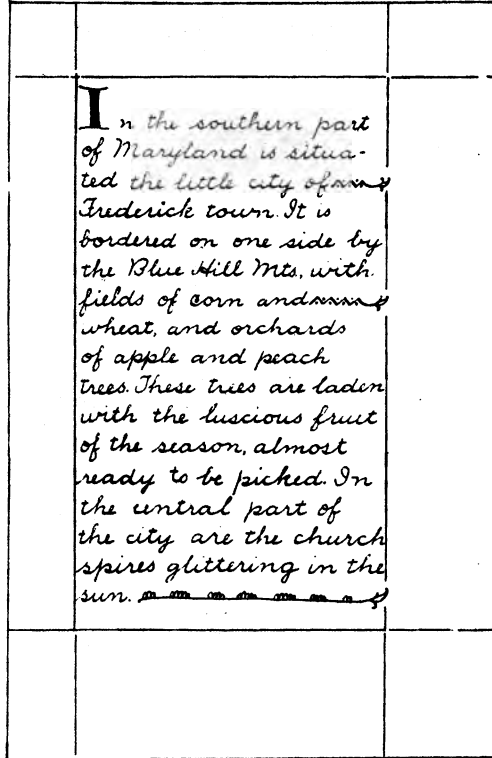 In the southern part
of Maryland is situa-
ted the little city of
Frederick town. It is
bordered on one side by
the Blue Hill Mts, with
fields of corn and
wheat, and orchards
of apple and peach
trees. These trees are laden
with the luscious fruit
of the season, almost
ready to be picked. In
the central part of
the city are the church
spires glittering in the
sun.